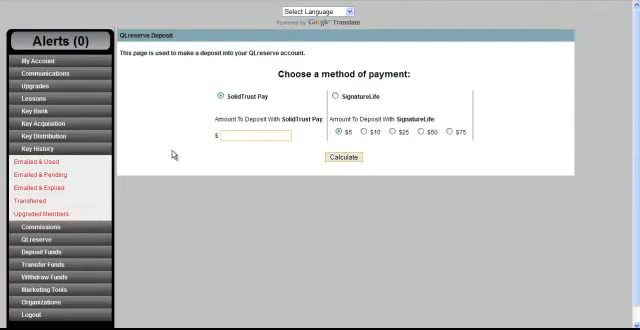 Select Language
Powered by Google Translate
Alerts (0)
My Account
Communications
Upgrades
Lessons
Key Bank
Key Acquisition
Key Distribution
Key History
Emailed & Used
Emailed & Pending
Emailed & Expired
Transferred
Upgraded Members
Commissions
QLreserve
Deposit Funds
Transfer Funds
Withdraw Funds
Marketing Tools
Organizations
Logout
QLreserve Deposit
This page is used to make a deposit into your QLreserve account.
Choose a method of payment:
SolidTrust Pay
SignatureLife
Amount To Deposit With SolidTrust Pay:
Amount To Deposit With SignatureLife:
$
$5 $10 $25 $50 $75
Calculate